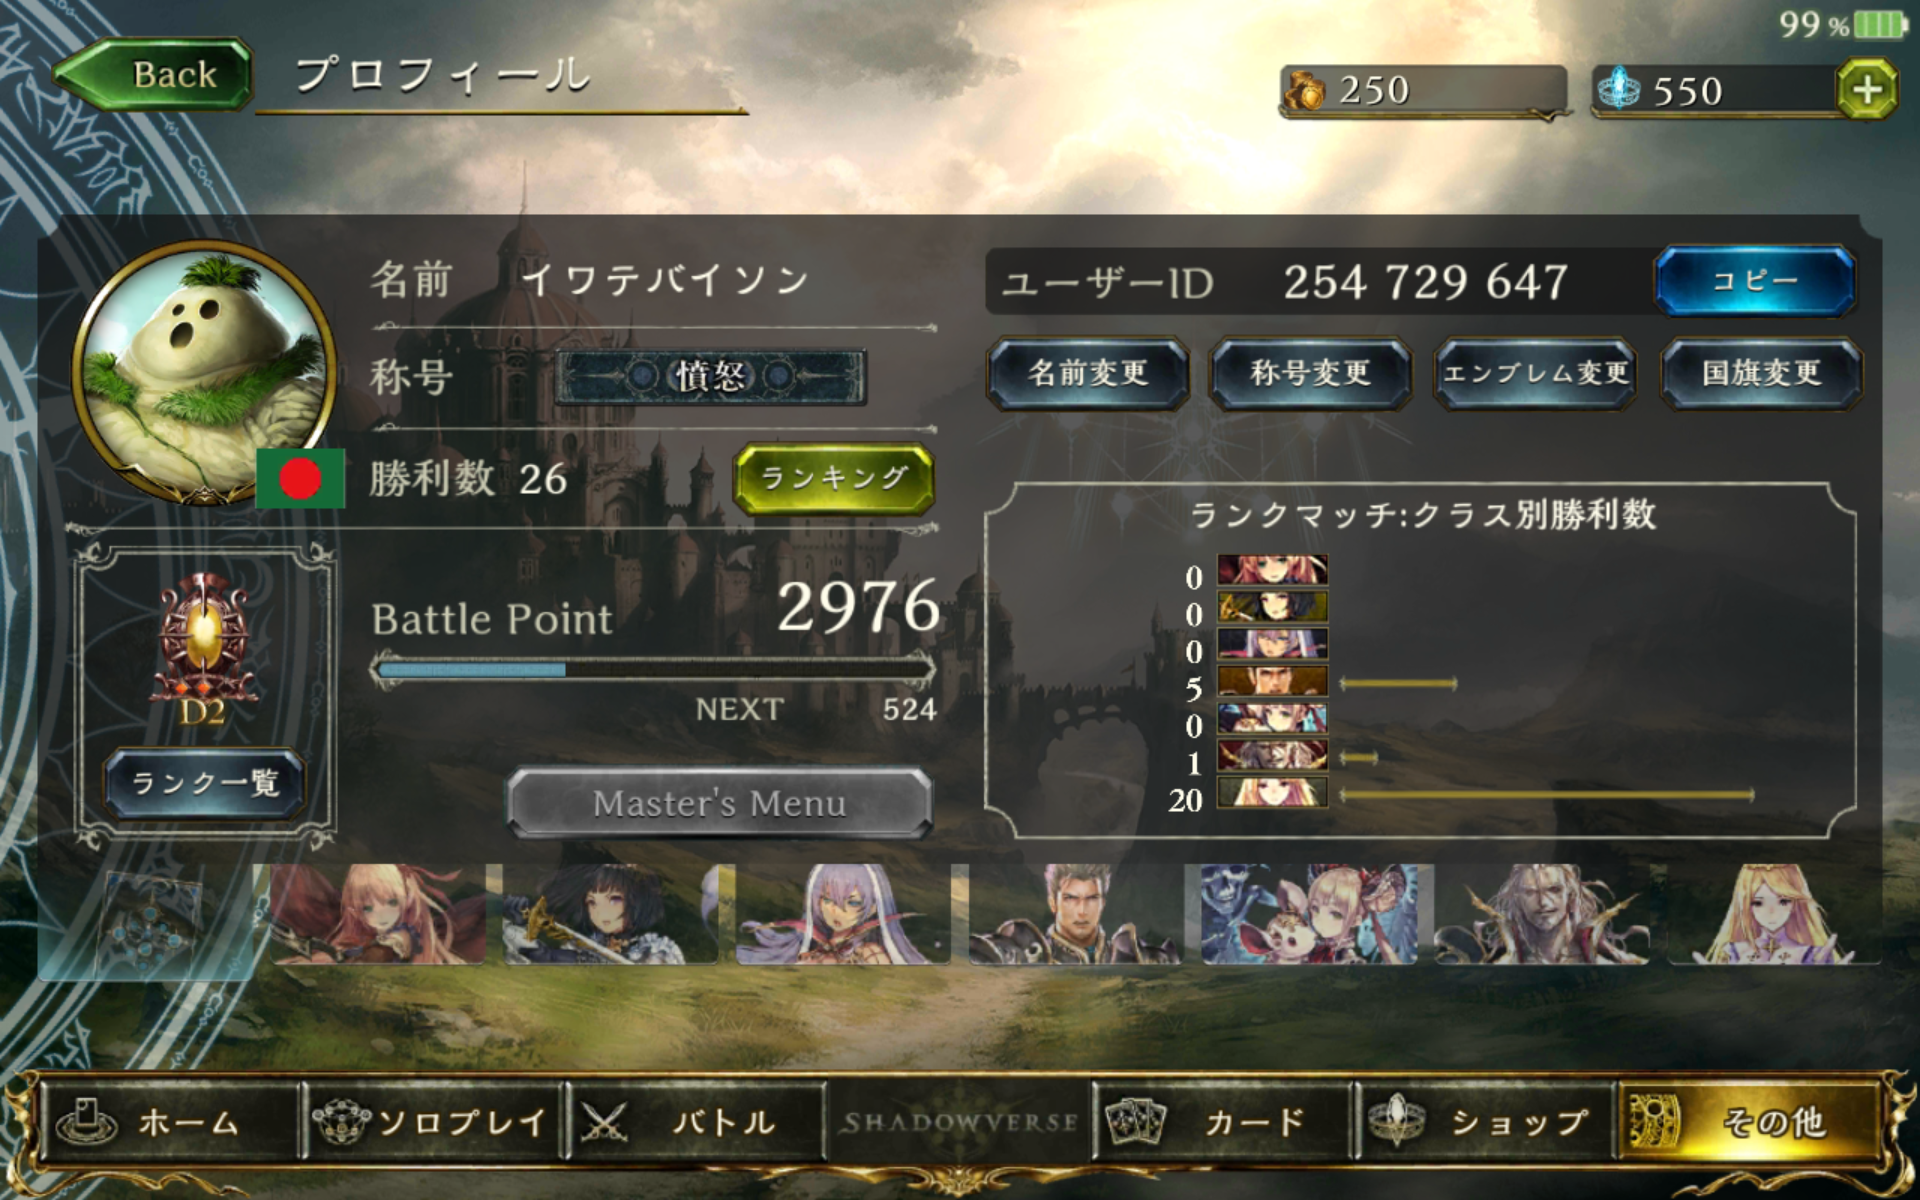 99 %
Back
プロフィール
250
550
名前 イワテバイソン
称号 憤怒
勝利数 26
ランキング
ユーザーID 254 729 647
コピー
名前変更
称号変更
エンブレム変更
国旗変更
D2
ランク一覧
Battle Point 2976
NEXT 524
Master's Menu
ランクマッチ:クラス別勝利数
0
0
0
5
0
1
20
ホーム
ソロプレイ
バトル
SHADOWVERSE
カード
ショップ
その他